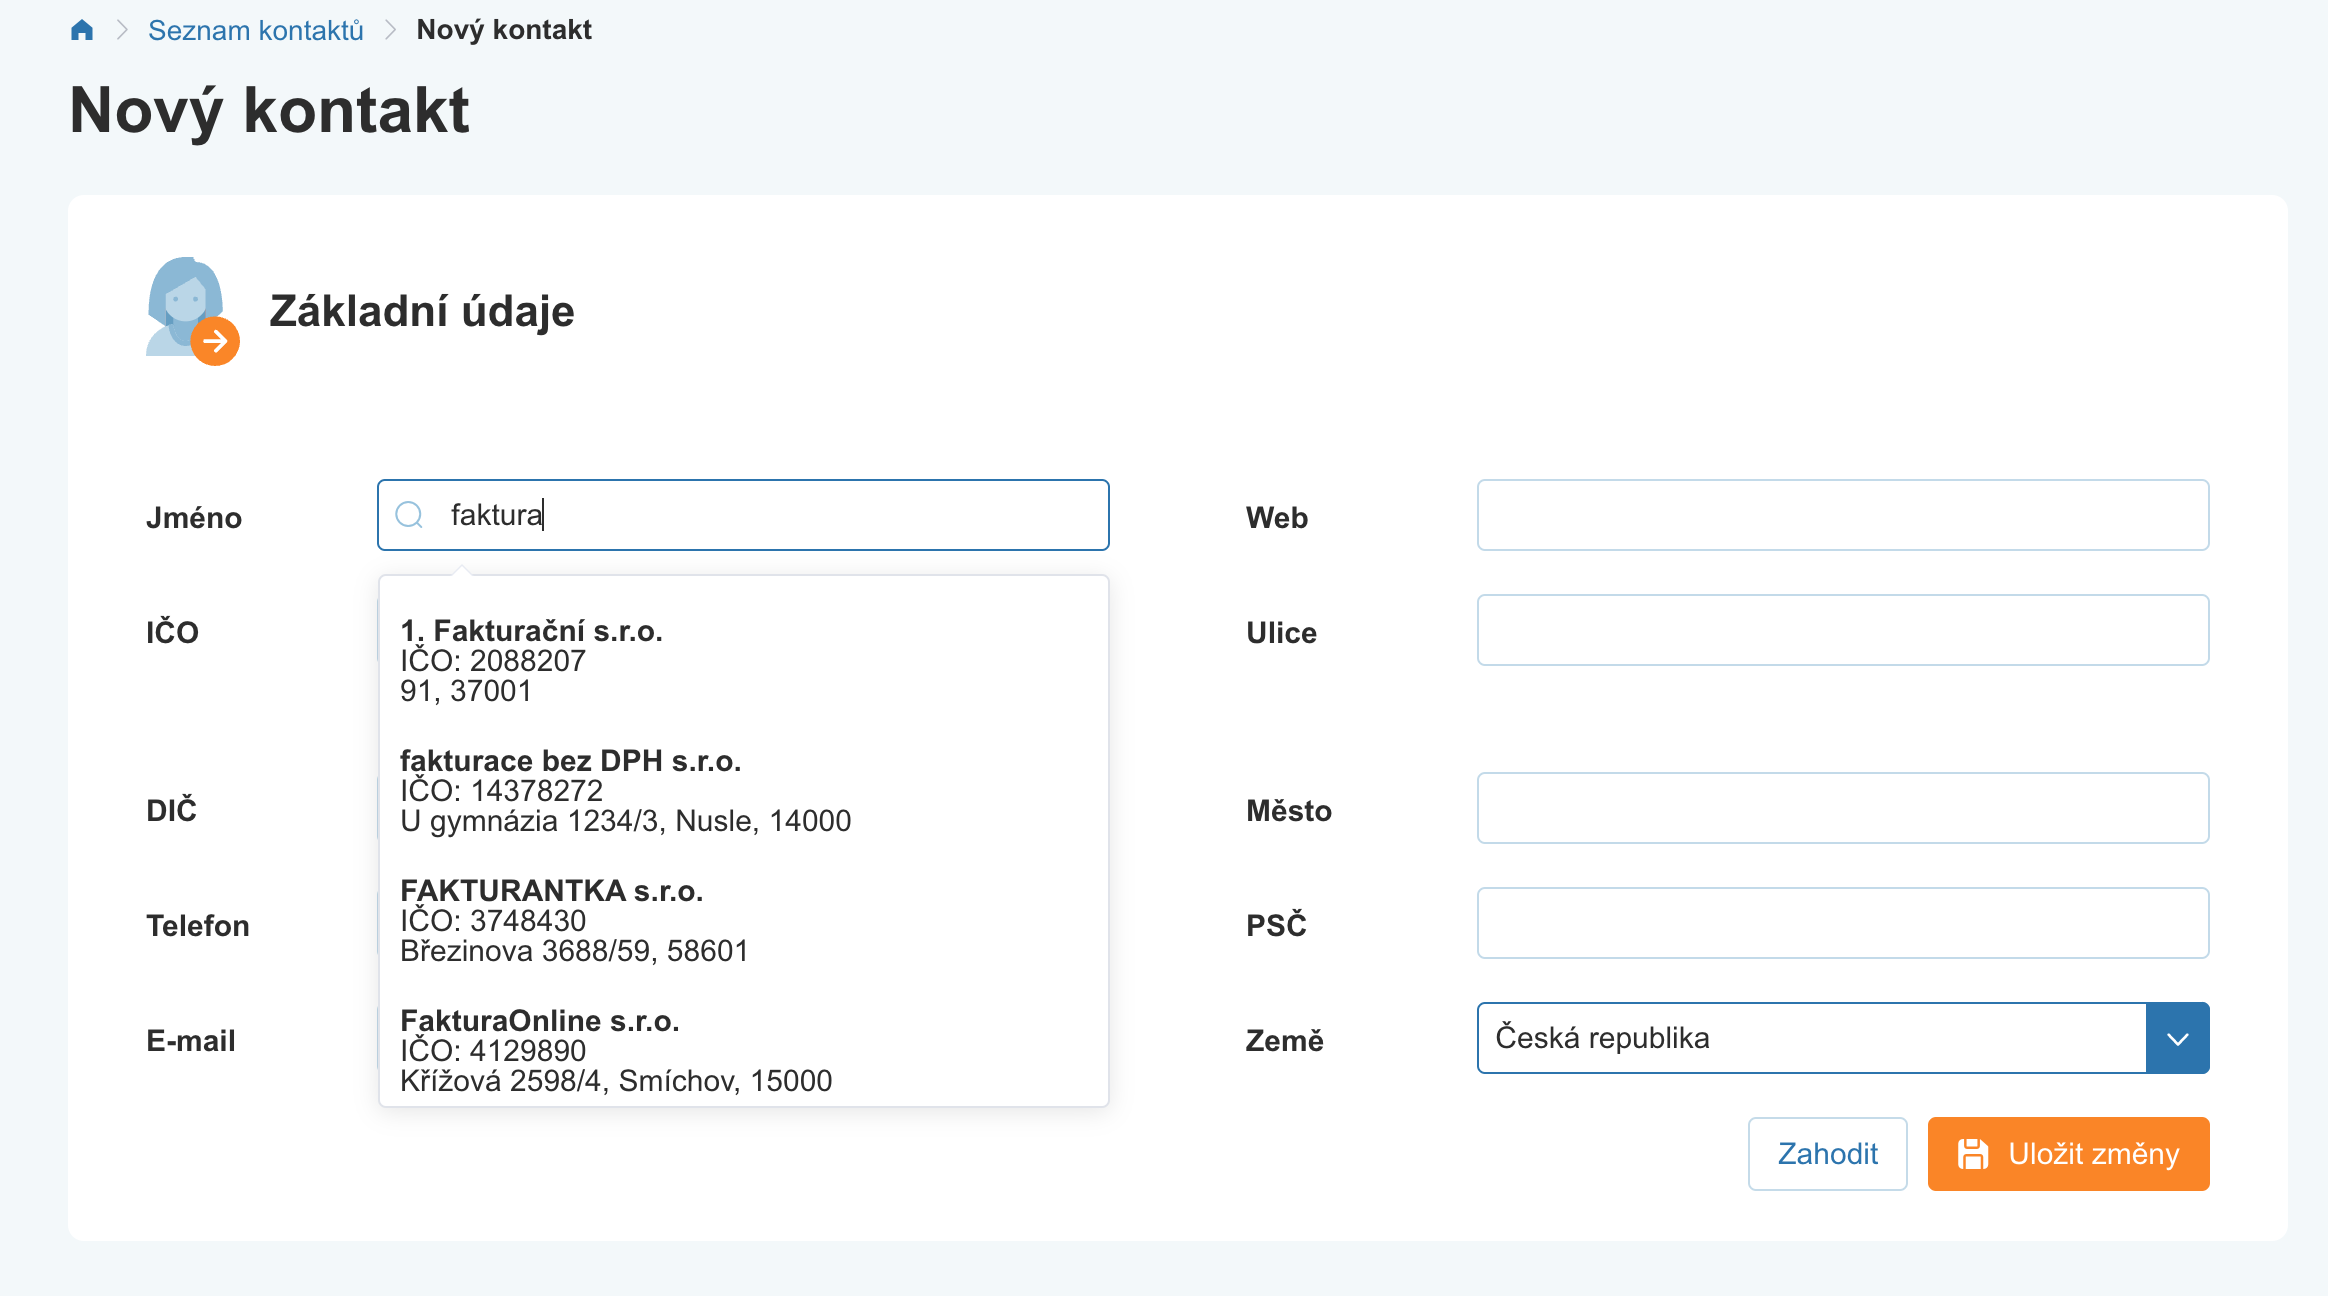 Seznam kontaktů Nový kontakt
Nový kontakt
Základní údaje
Jméno
faktura
IČO
1. Fakturační s.r.o.
IČO: 2088207
91, 37001
fakturace bez DPH s.r.o.
IČO: 14378272
U gymnázia 1234/3, Nusle, 14000
DIČ
FAKTURANTKA s.r.o.
IČO: 3748430
Březinova 3688/59, 58601
Telefon
FakturaOnline s.r.o.
IČO: 4129890
Křížová 2598/4, Smíchov, 15000
E-mail
Web
Ulice
Město
PSČ
Země
Česká republika
Zahodit
Uložit změny